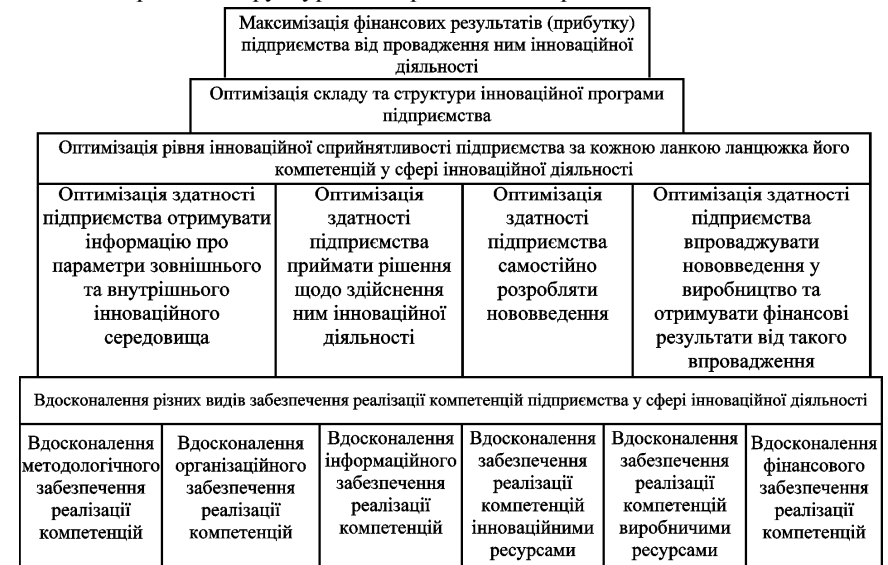 Максимізація фінансових результатів (прибутку)
підприємства від провадження ним інноваційної
діяльності
Оптимізація складу та структури інноваційної програми
підприємства
Оптимізація рівня інноваційної сприйнятливості підприємства за кожною ланкою ланцюжка його
компетенцій у сфері інноваційної діяльності
Оптимізація здатності
підприємства отримувати
інформацію про
параметри зовнішнього
та внутрішнього
інноваційного
середовища
Оптимізація
здатності
підприємства
приймати рішення
щодо здійснення
ним інноваційної
діяльності
Оптимізація
здатності
підприємства
самостійно
розробляти
нововведення
Оптимізація здатності
підприємства
впроваджувати
нововведення у
виробництво та
отримувати фінансові
результати від такого
впровадження
Вдосконалення різних видів забезпечення реалізації компетенцій підприємства у сфері інноваційної діяльності
Вдосконалення
методологічного
забезпечення
реалізації
компетенцій
Вдосконалення
організаційного
забезпечення
реалізації
компетенцій
Вдосконалення
інформаційного
забезпечення
реалізації
компетенцій
Вдосконалення
забезпечення
реалізації
компетенцій
інноваційними
ресурсами
Вдосконалення
забезпечення
реалізації
компетенцій
виробничими
ресурсами
Вдосконалення
фінансового
забезпечення
реалізації
компетенцій